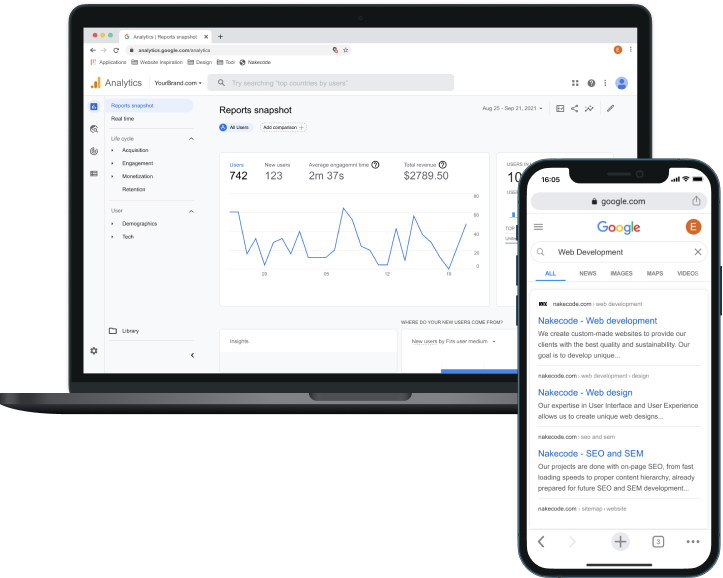 Analytics | Reports snapshot
analytics.google.com/analytics
E
Applications Website Inspiration Design Tool Nakecode
Analytics YourBrand.com
Try searching "top countries by users"
Reports snapshot
Real time
Life cycle
Acquisition
Engagement
Monetization
Retention
User
Demographics
Tech
Library
Reports snapshot
Aug 25 - Sep 21, 2021
All Users Add comparison +
Users New users Average engagemnt time Total revenue
742 123 2m 37s $2789.50
80
60
40
20
0
29 05 12 19
USERS IN
10
USER
TOP
WHERE DO YOUR NEW USERS COME FROM?
Insights
New users by Firs user medium
16:05
google.com
Google
E
Web Development
ALL NEWS IMAGES MAPS VIDEOS
nakecode.com › web development
Nakecode - Web development
We create custom-made websites to provide our
clients with the best quality and sustainability. Our
goal is to develop unique...
nakecode.com › web development › design
Nakecode - Web design
Our expertise in User Interface and User Experience
allows us to create unique web designs...
nakecode.com › seo and sem
Nakecode - SEO and SEM
Our projects are done with on-page SEO, from fast
loading speeds to proper content hierarchy, already
prepared for future SEO and SEM development...
nakecode.com › sitemap › website
3